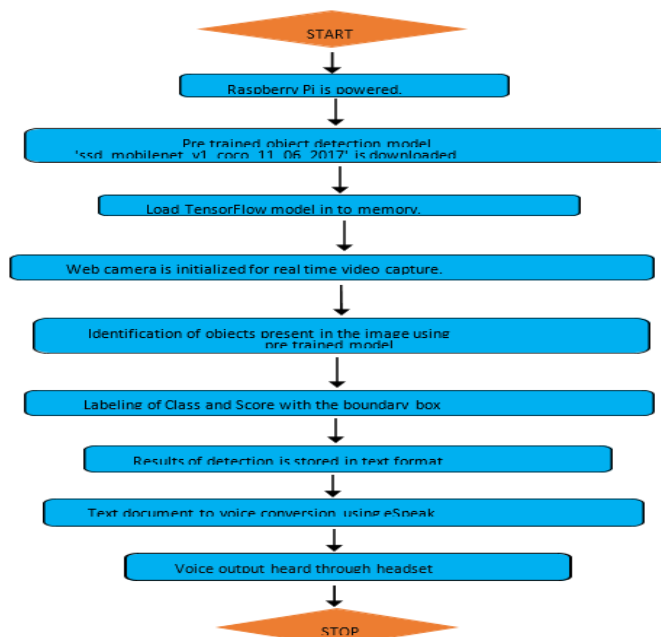 START
Raspberry Pi is powered.
Pre trained object detection model
'ssd_mobilenet_v1_coco_11_06_2017' is downloaded
Load TensorFlow model in to memory.
Web camera is initialized for real time video capture.
Identification of objects present in the image using
pre trained model
Labeling of Class and Score with the boundary box
Results of detection is stored in text format
Text document to voice conversion using eSpeak
Voice output heard through headset
STOP